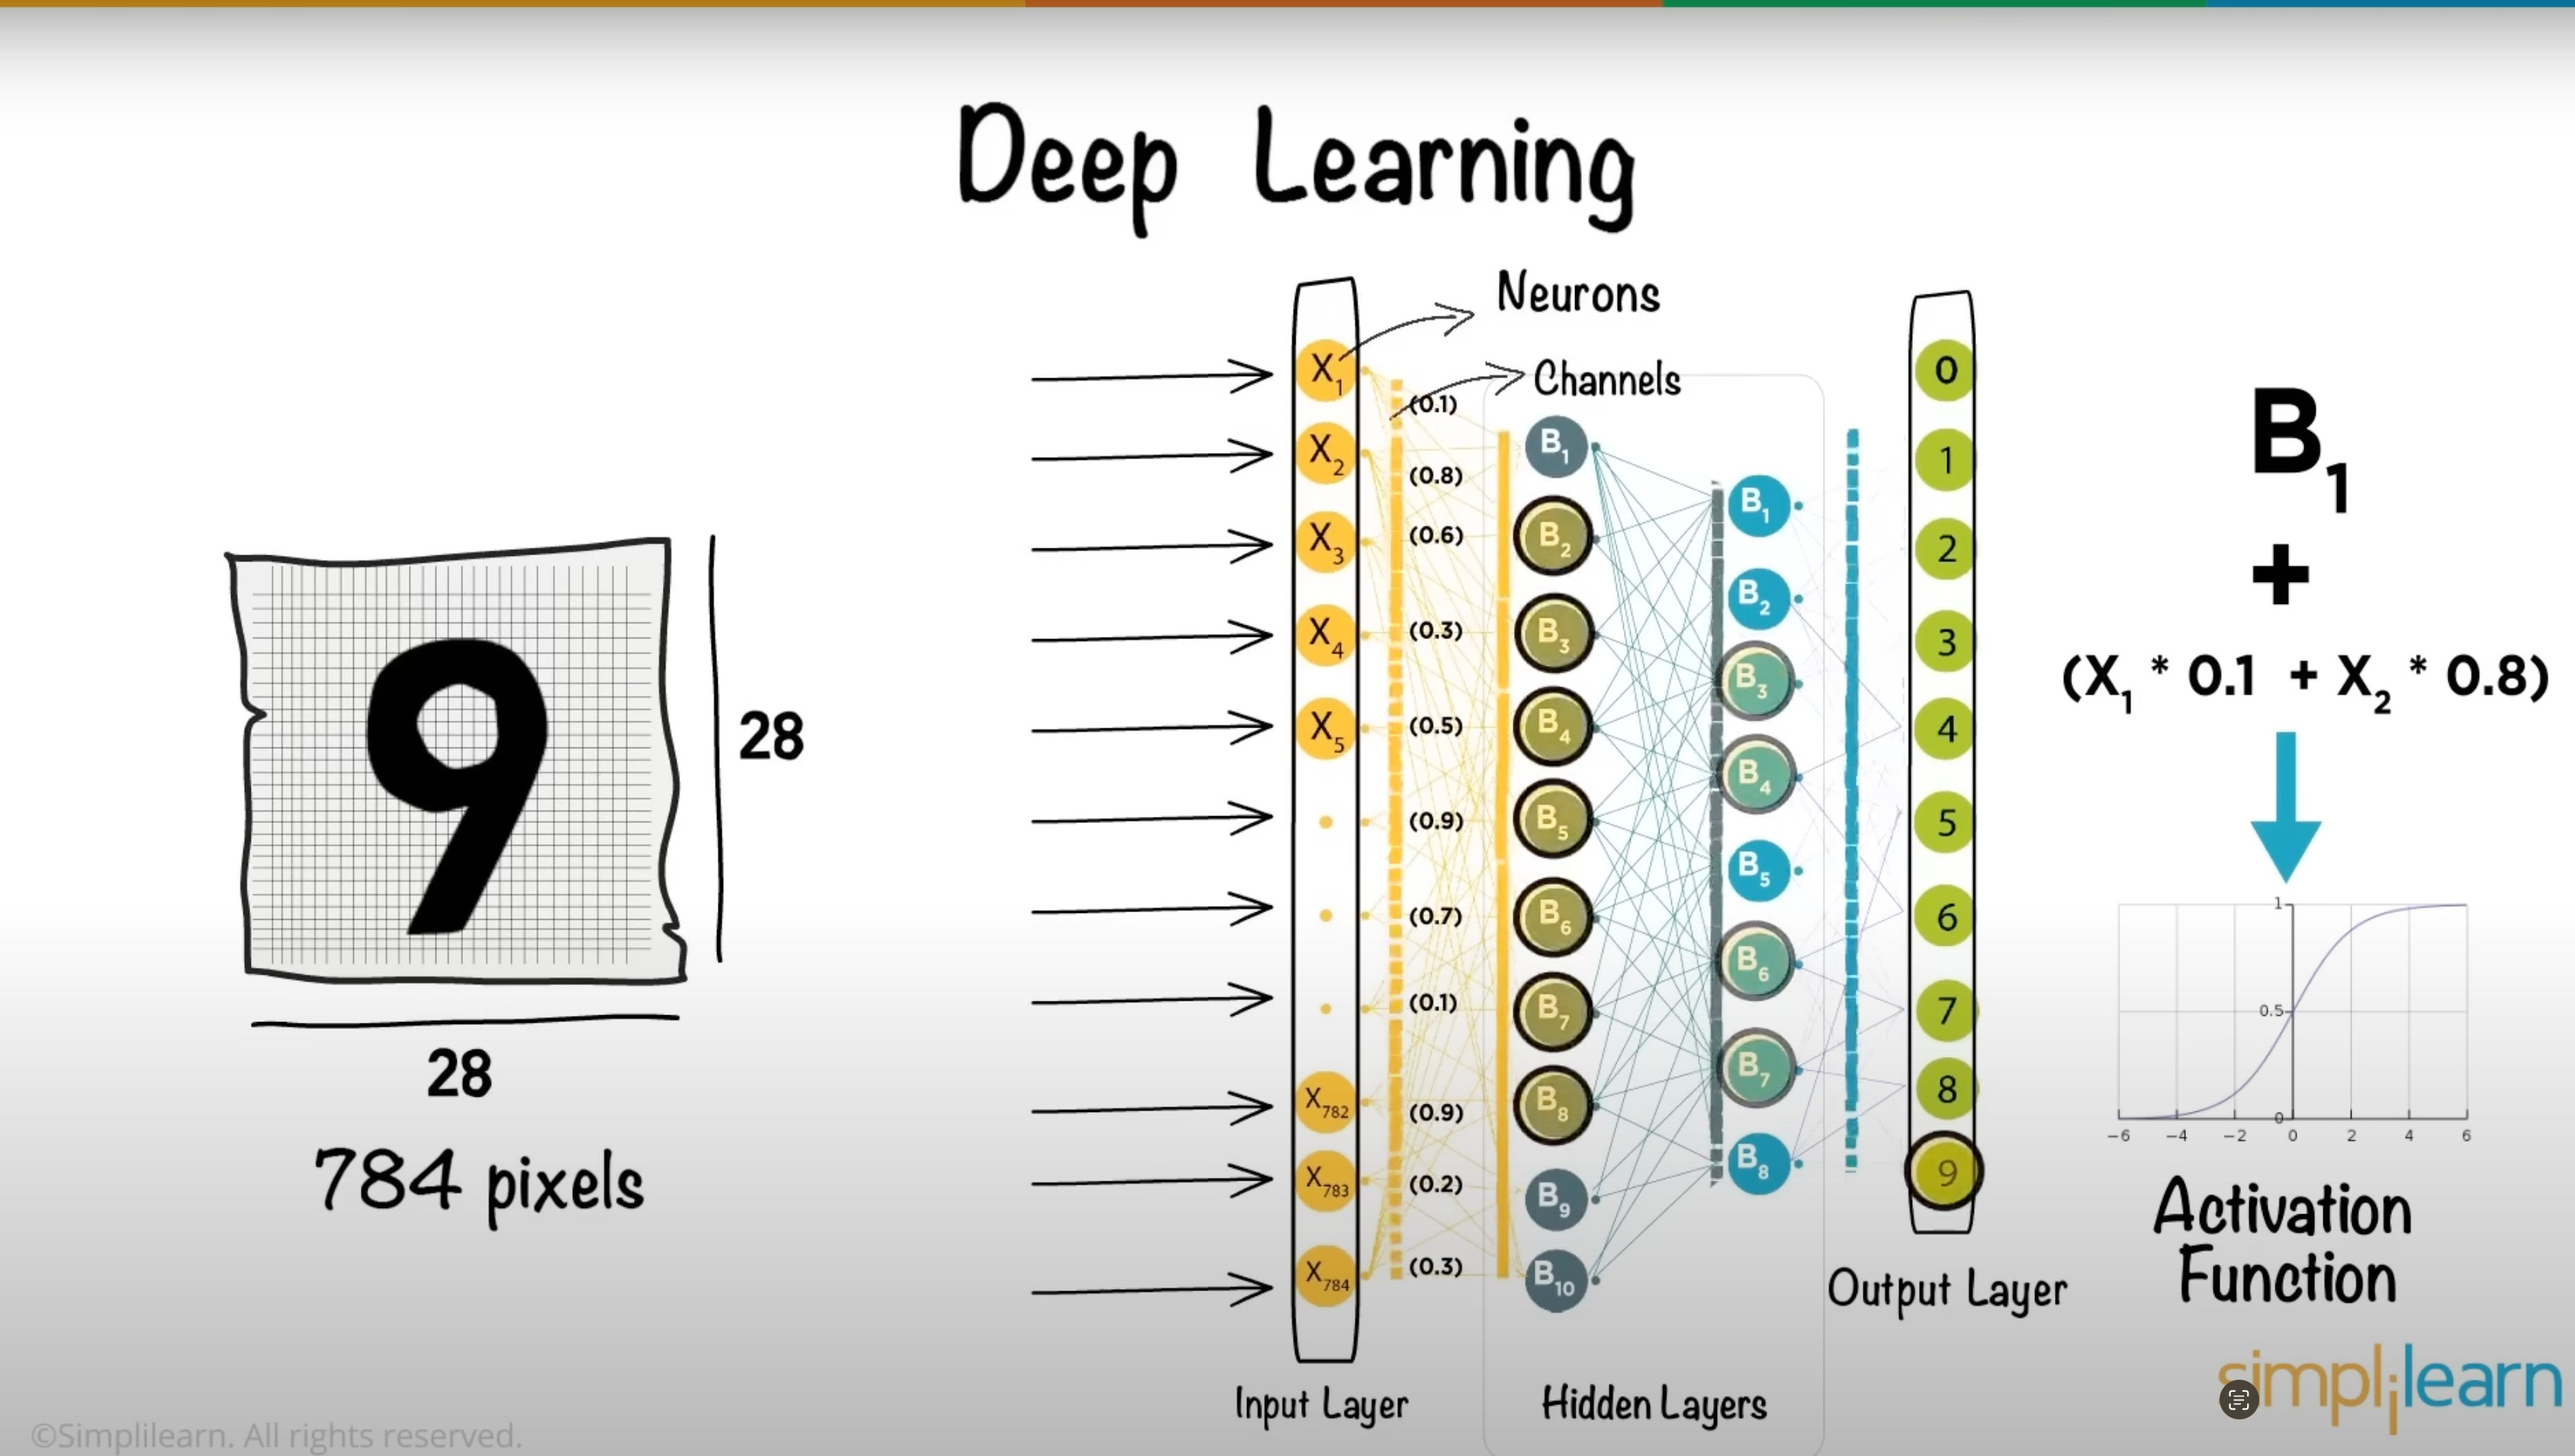 Deep Learning
28
28
784 pixels
Neurons
Channels
X1
X2
X3
X4
X5
X782
X783
X784
Input Layer
(0.1)
(0.8)
(0.6)
(0.3)
(0.5)
(0.9)
(0.7)
(0.1)
(0.9)
(0.2)
(0.3)
B1
B2
B3
B4
B5
B6
B7
B8
B9
B10
B1
B2
B3
B4
B5
B6
B7
B8
Hidden Layers
0
1
2
3
4
5
6
7
8
9
Output Layer
B1
+
(X1 * 0.1 + X2 * 0.8)
1
0.5
0
-6 -4 -2 0 2 4 6
Activation
Function
9
simplilearn
©Simplilearn. All rights reserved.